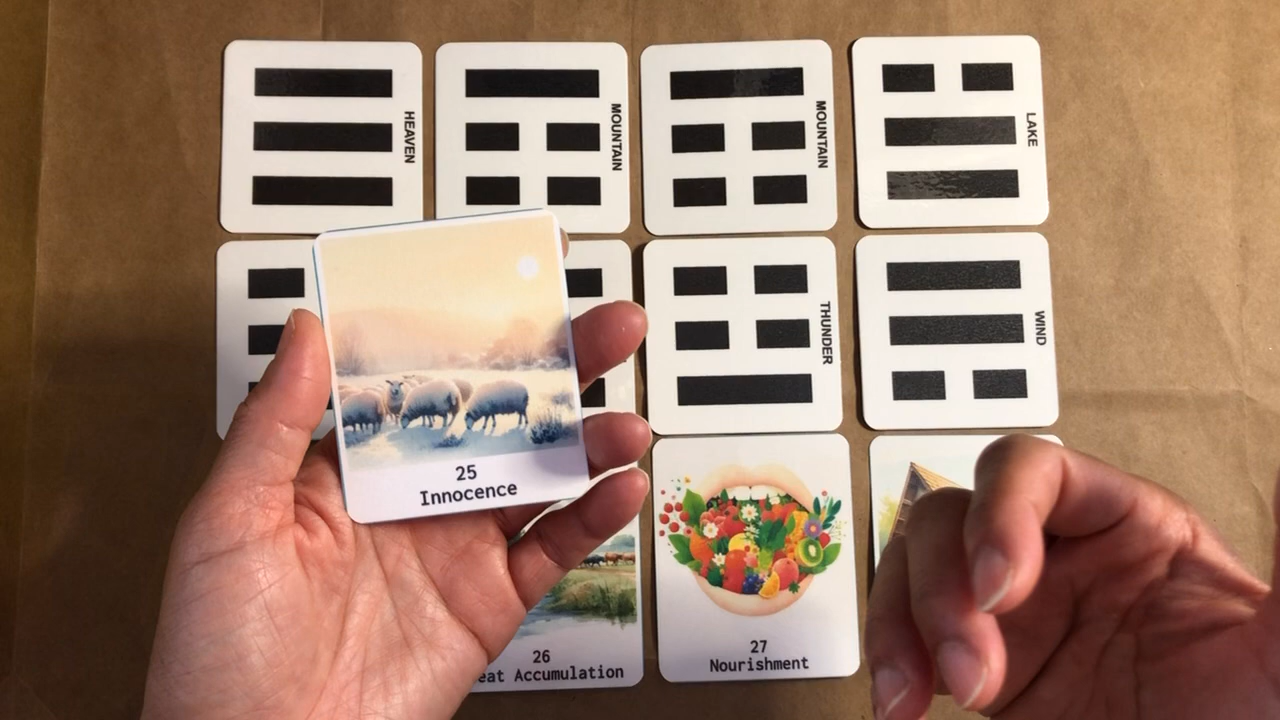 HEAVEN
MOUNTAIN
MOUNTAIN
LAKE
THUNDER
WIND
25
Innocence
26
eat Accumulation
27
Nourishment